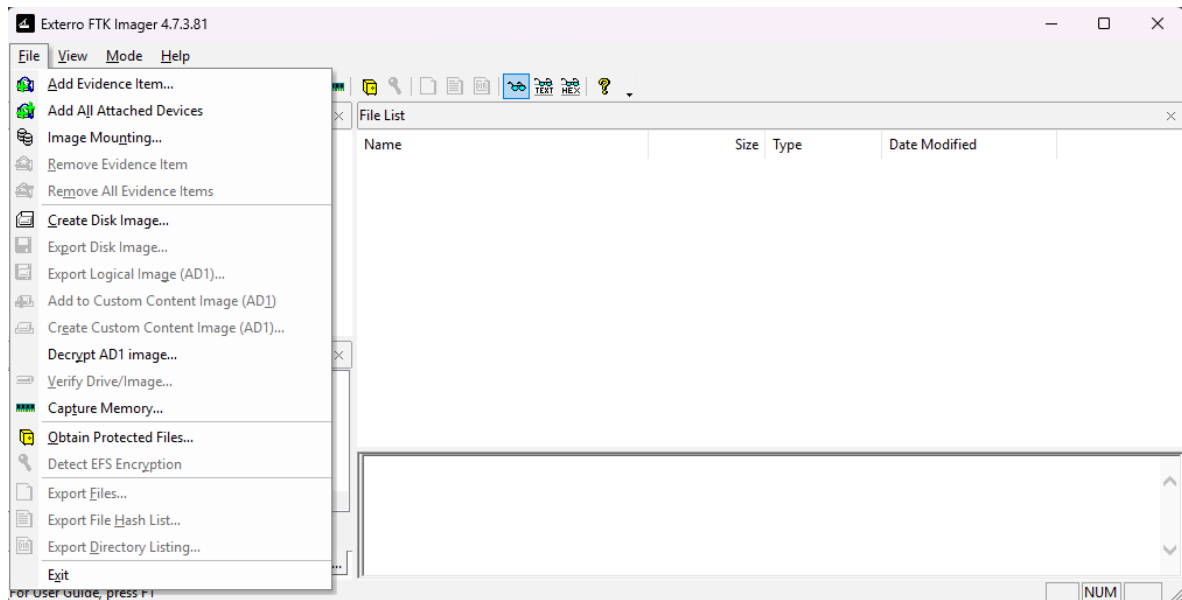 Exterro FTK Imager 4.7.3.81
File View Mode Help
Add Evidence Item...
Add All Attached Devices
Image Mounting...
Remove Evidence Item
Remove All Evidence Items
Create Disk Image...
Export Disk Image...
Export Logical Image (AD1)...
Add to Custom Content Image (AD1)
Create Custom Content Image (AD1)...
Decrypt AD1 image...
Verify Drive/Image...
Capture Memory...
Obtain Protected Files...
Detect EFS Encryption
Export Files...
Export File Hash List...
Export Directory Listing...
Exit
TEXT HEX
File List
Name Size Type Date Modified
...
For User Guide, press F1
NUM